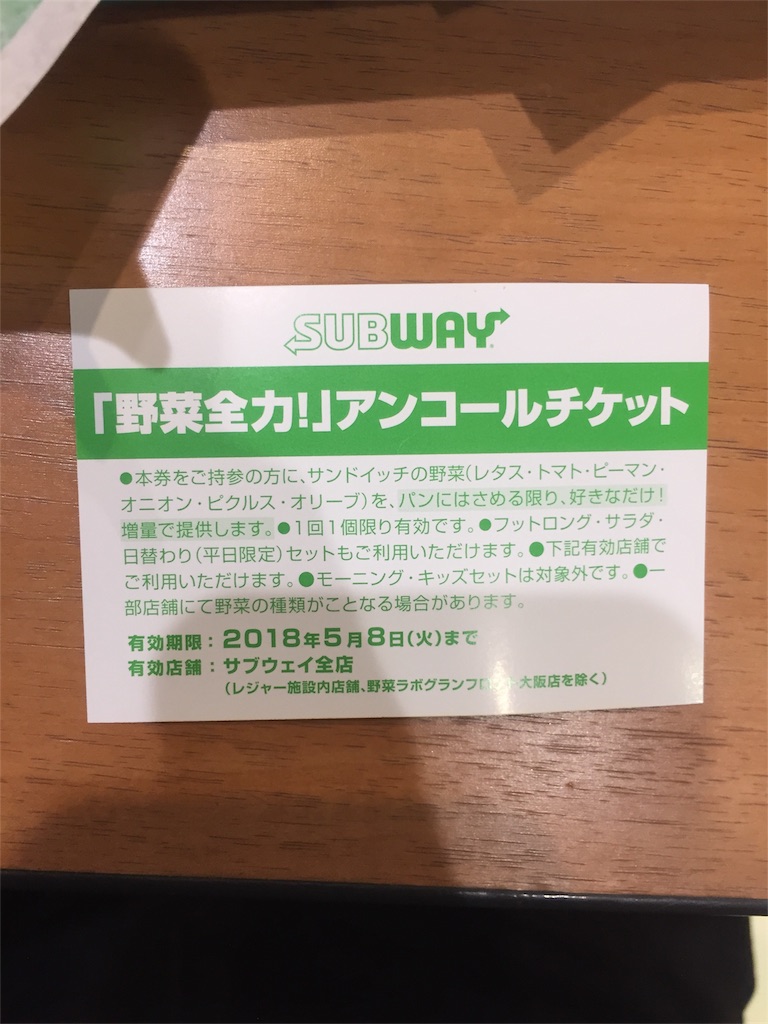 SUBWAY
「野菜全力!」アンコールチケット
●本券をご持参の方に、サンドイッチの野菜(レタス・トマト・ピーマン・
オニオン・ピクルス・オリーブ)を、パンにはさめる限り、好きなだけ!
増量で提供します。●1回1個限り有効です。●フットロング・サラダ・
日替わり(平日限定)セットもご利用いただけます。●下記有効店舗で
ご利用いただけます。●モーニング・キッズセットは対象外です。●一
部店舗にて野菜の種類がことなる場合があります。
有効期限:2018年5月8日(火)まで
有効店舗:サブウェイ全店
(レジャー施設内店舗、野菜ラボグランフロント大阪店を除く)